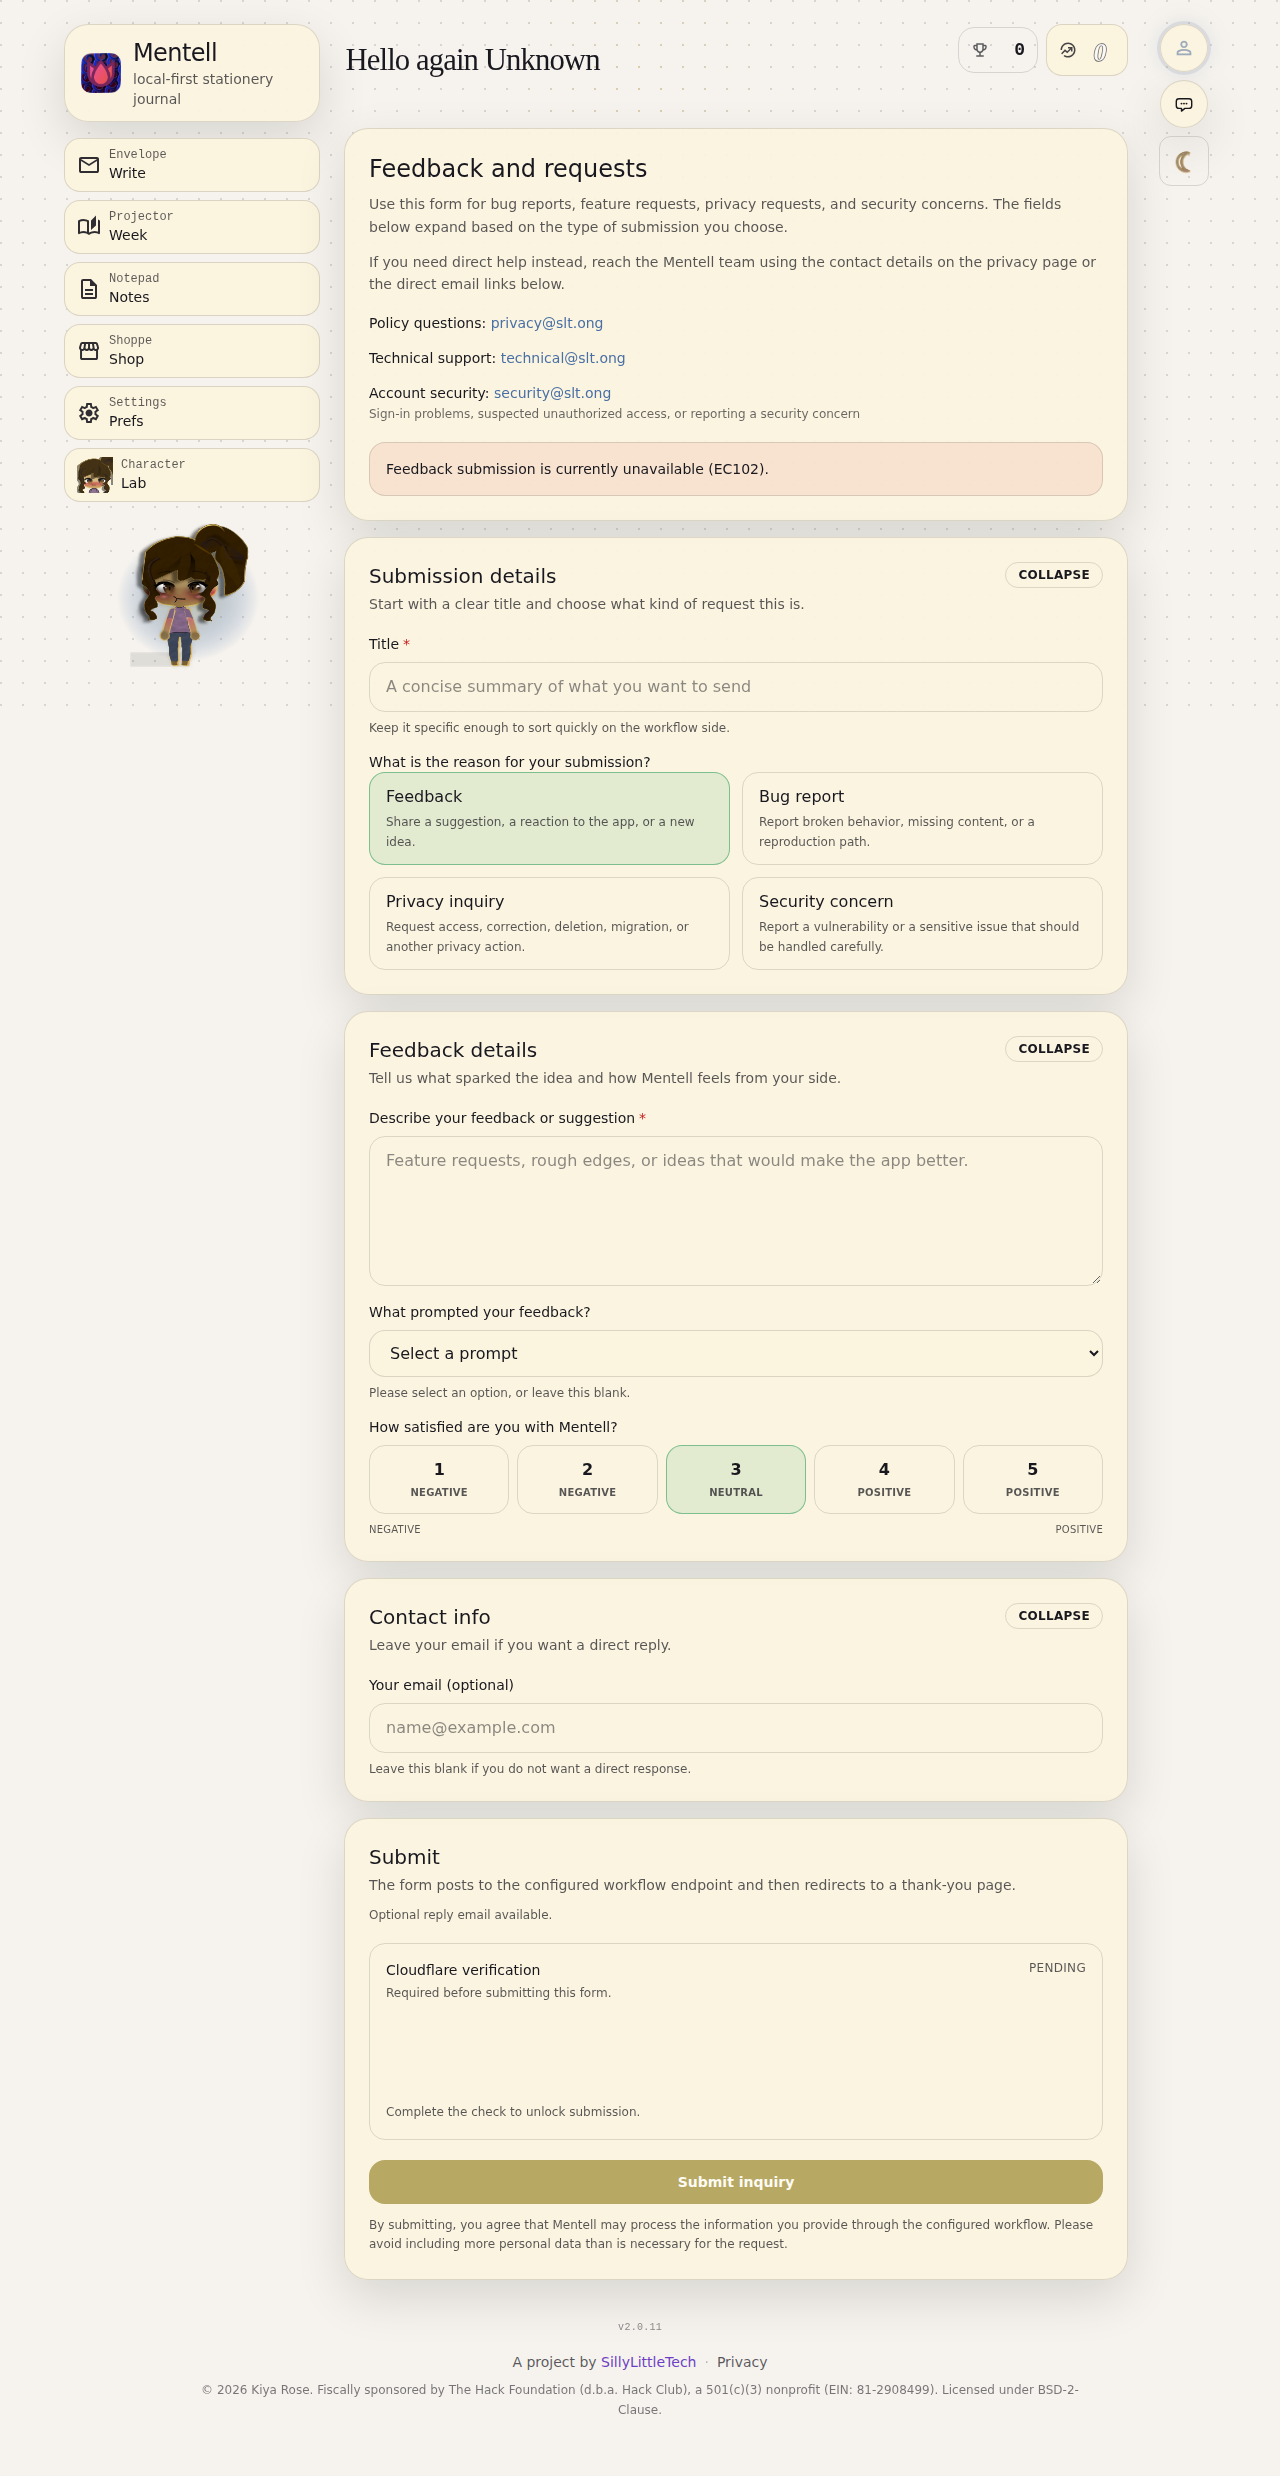 Mentell
local-first stationery
journal
Envelope
Write
Projector
Week
Notepad
Notes
Shoppe
Shop
Settings
Prefs
Character
Lab
Hello again Unknown
0
0
Feedback and requests
Use this form for bug reports, feature requests, privacy requests, and security concerns. The fields
below expand based on the type of submission you choose.
If you need direct help instead, reach the Mentell team using the contact details on the privacy page or
the direct email links below.
Policy questions: privacy@slt.ong
Technical support: technical@slt.ong
Account security: security@slt.ong
Sign-in problems, suspected unauthorized access, or reporting a security concern
Feedback submission is currently unavailable (EC102).
Submission details
COLLAPSE
Start with a clear title and choose what kind of request this is.
Title *
A concise summary of what you want to send
Keep it specific enough to sort quickly on the workflow side.
What is the reason for your submission?
Feedback
Share a suggestion, a reaction to the app, or a new
idea.
Bug report
Report broken behavior, missing content, or a
reproduction path.
Privacy inquiry
Request access, correction, deletion, migration, or
another privacy action.
Security concern
Report a vulnerability or a sensitive issue that should
be handled carefully.
Feedback details
COLLAPSE
Tell us what sparked the idea and how Mentell feels from your side.
Describe your feedback or suggestion *
Feature requests, rough edges, or ideas that would make the app better.
What prompted your feedback?
Select a prompt
Please select an option, or leave this blank.
How satisfied are you with Mentell?
1
NEGATIVE
2
NEGATIVE
3
NEUTRAL
4
POSITIVE
5
POSITIVE
NEGATIVE
POSITIVE
Contact info
COLLAPSE
Leave your email if you want a direct reply.
Your email (optional)
name@example.com
Leave this blank if you do not want a direct response.
Submit
The form posts to the configured workflow endpoint and then redirects to a thank-you page.
Optional reply email available.
Cloudflare verification
PENDING
Required before submitting this form.
Complete the check to unlock submission.
Submit inquiry
By submitting, you agree that Mentell may process the information you provide through the configured workflow. Please
avoid including more personal data than is necessary for the request.
v2.0.11
A project by SillyLittleTech · Privacy
© 2026 Kiya Rose. Fiscally sponsored by The Hack Foundation (d.b.a. Hack Club), a 501(c)(3) nonprofit (EIN: 81-2908499). Licensed under BSD-2-
Clause.